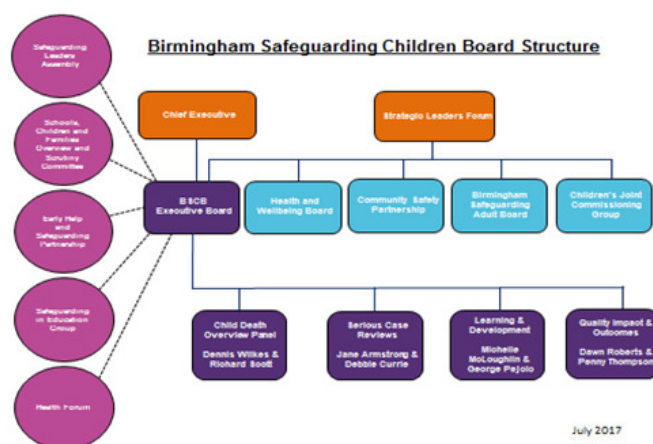 Birmingham Safeguarding Children Board Structure
Safeguarding
Leaders
Assembly
Schools,
Children and
Families
Overview and
Scrutiny
Committee
Early Help
and
Safeguarding
Partnership
Safeguarding
in Education
Group
Health Forum
Chief Executive
Strategic Leaders Forum
BSCB
Executive Board
Health and
Wellbeing Board
Community Safety
Partnership
Birmingham
Safeguarding
Adult Board
Children's Joint
Commissioning
Group
Child Death
Overview Panel
Dennis Wilkes &
Richard Scott
Serious Case
Reviews
Jane Armstrong &
Debbie Currie
Learning &
Development
Michelle
McLoughlin &
George
Quality Impact &
Outcomes
Dawn Roberts &
Penny Thompson
July 2017